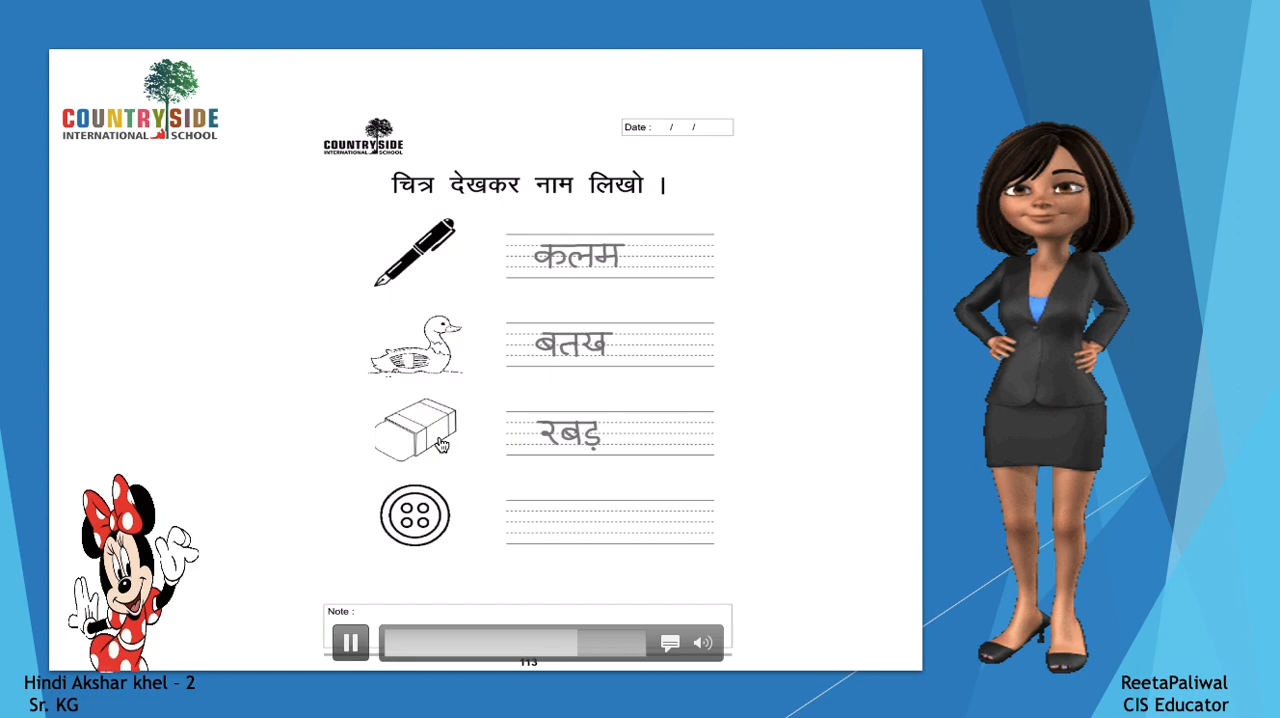 COUNTRYSIDE
INTERNATIONAL SCHOOL
COUNTRYSIDE
INTERNATIONAL SCHOOL
Date : / /
चित्र देखकर नाम लिखो ।
कलम
बतख
रबड़
Note :
113
Hindi Akshar khel – 2
Sr. KG
ReetaPaliwal
CIS Educator